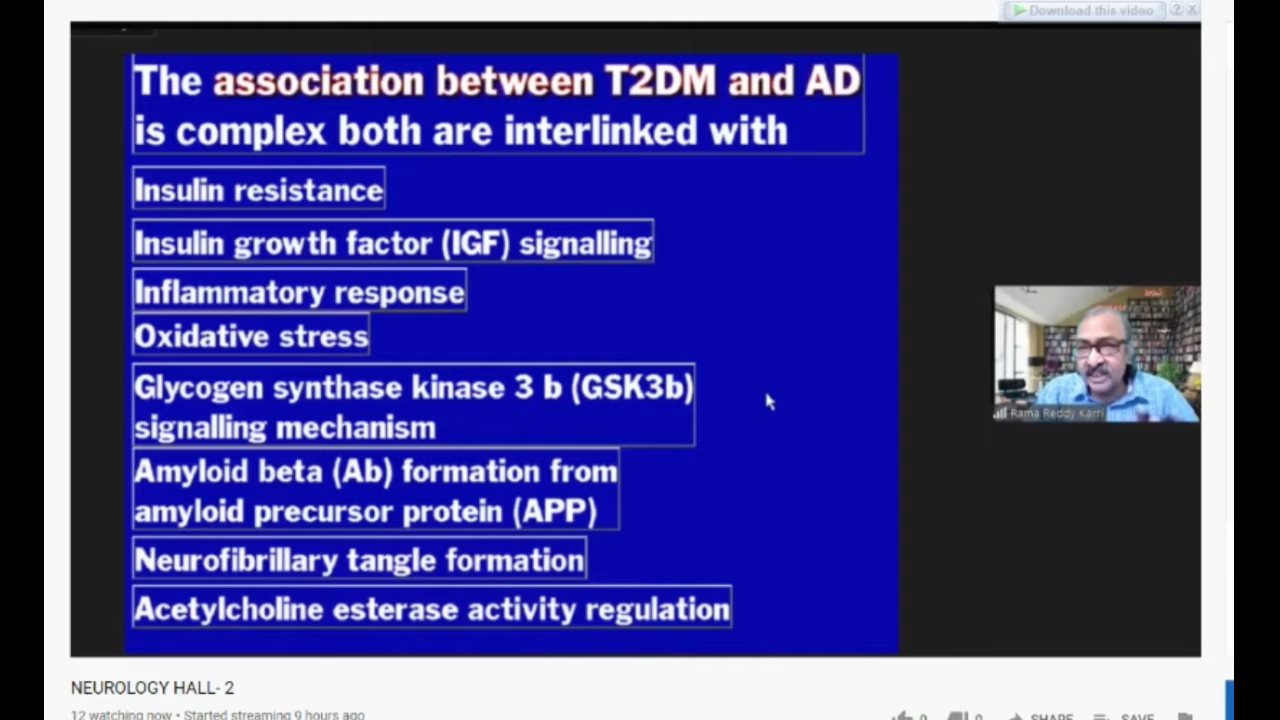 Download this video ? x
The association between T2DM and AD
is complex both are interlinked with
Insulin resistance
Insulin growth factor (IGF) signalling
Inflammatory response
Oxidative stress
Glycogen synthase kinase 3 b (GSK3b)
signalling mechanism
Amyloid beta (Ab) formation from
amyloid precursor protein (APP)
Neurofibrillary tangle formation
Acetylcholine esterase activity regulation
Rama Reddy Karri
NEUROLOGY HALL- 2
12 watching now • Started streaming 9 hours ago
0 0 SHARE SAVE